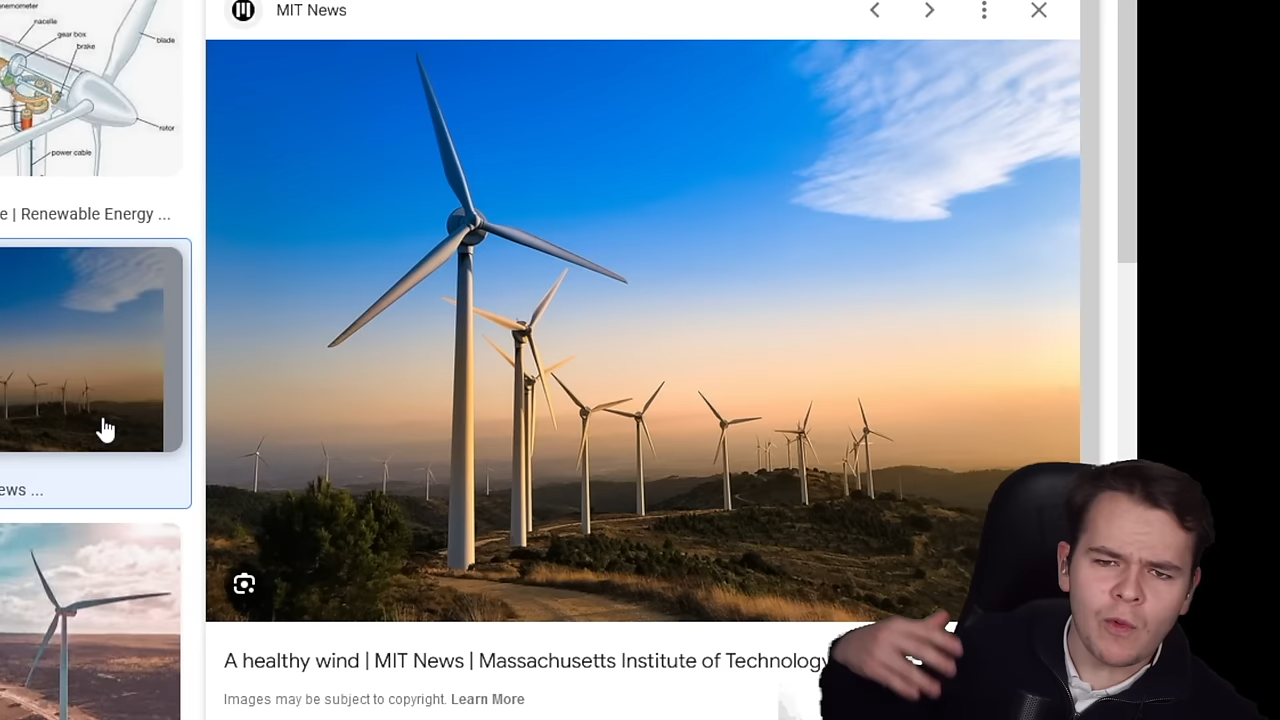 MIT News
anemometer
nacelle
gear box
brake
blade
rotor
power cable
e | Renewable Energy ...
ews ...
A healthy wind | MIT News | Massachusetts Institute of Technology
Images may be subject to copyright. Learn More